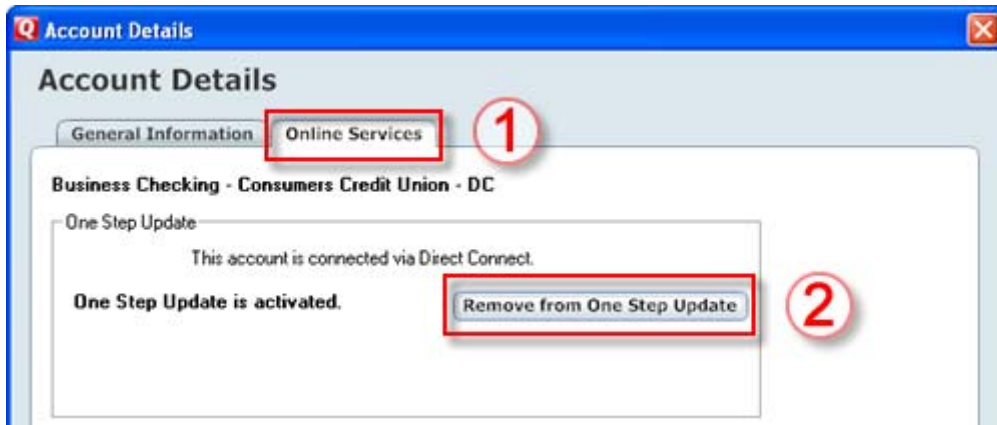 Q Account Details
Account Details
General Information Online Services 1
Business Checking - Consumers Credit Union - DC
One Step Update
This account is connected via Direct Connect.
One Step Update is activated. Remove from One Step Update 2